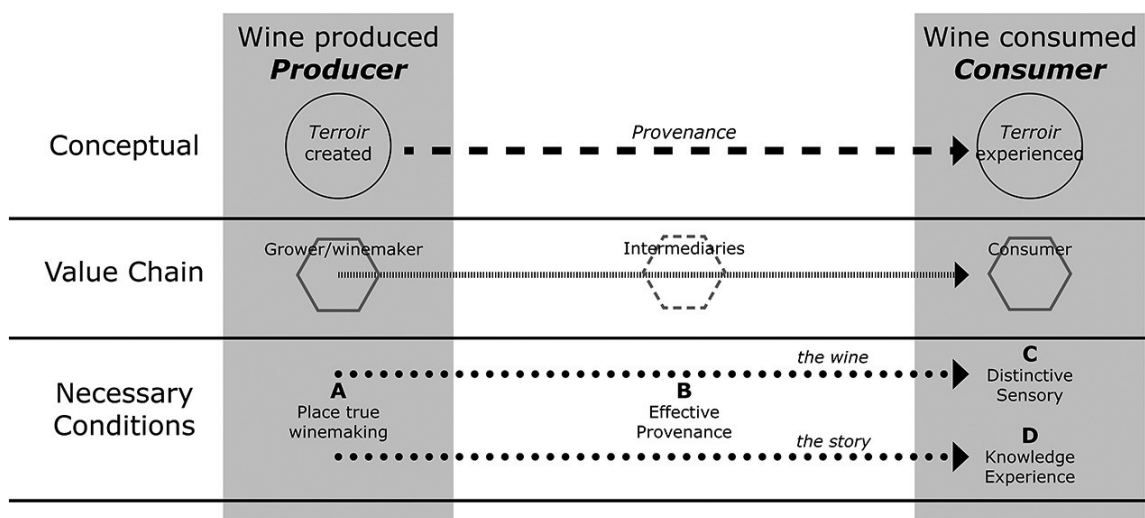 Wine produced
Producer
Wine consumed
Consumer
Conceptual
Terroir
created
Provenance
Terroir
experienced
Value Chain
Grower/winemaker
Intermediaries
Consumer
Necessary
Conditions
A
Place true
winemaking
B
Effective
Provenance
the wine
the story
C
Distinctive
Sensory
D
Knowledge
Experience